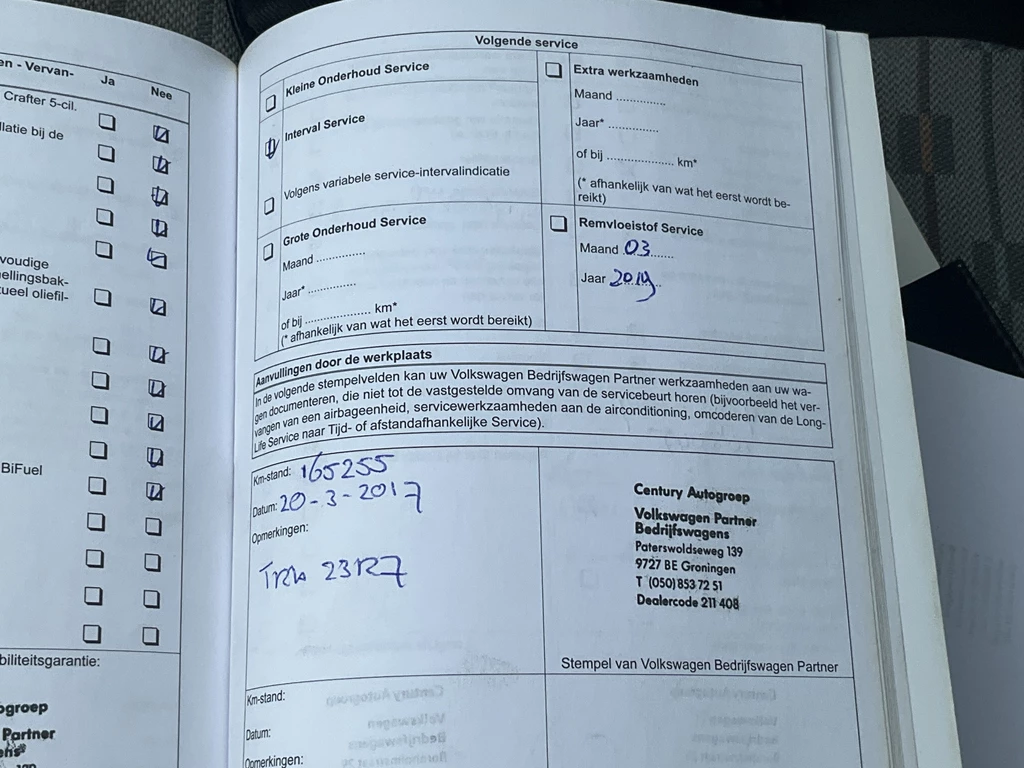 en - Vervan-
Ja
Nee
Crafter 5-cil.
llatie bij de
voudige
ellingsbak-
tueel oliefil-
BiFuel
biliteitsgarantie:
ogroep
Partner
ens
Volgende service
Kleine Onderhoud Service
Interval Service
Volgens variabele service-intervalindicatie
Grote Onderhoud Service
Maand ..............
Jaar* ..............
of bij ................... km*
(* afhankelijk van wat het eerst wordt bereikt)
Extra werkzaamheden
Maand ..............
Jaar* ..............
of bij ................... km*
(* afhankelijk van wat het eerst wordt be-
reikt)
Remvloeistof Service
Maand 03
Jaar 2019
Aanvullingen door de werkplaats
In de volgende stempelvelden kan uw Volkswagen Bedrijfswagen Partner werkzaamheden aan uw wa-
gen documenteren, die niet tot de vastgestelde omvang van de servicebeurt horen (bijvoorbeeld het ver-
vangen van een airbageenheid, servicewerkzaamheden aan de airconditioning, omcoderen van de Long-
Life Service naar Tijd- of afstandafhankelijke Service).
Km-stand: 165255
Datum: 20-3-2017
Opmerkingen:
23R7
Century Autogroep
Volkswagen Partner
Bedrijfswagens
Paterswoldseweg 139
9727 BE Groningen
T (050) 853 72 51
Dealercode 211 408
Stempel van Volkswagen Bedrijfswagen Partner
Km-stand:
Datum:
Opmerkingen: